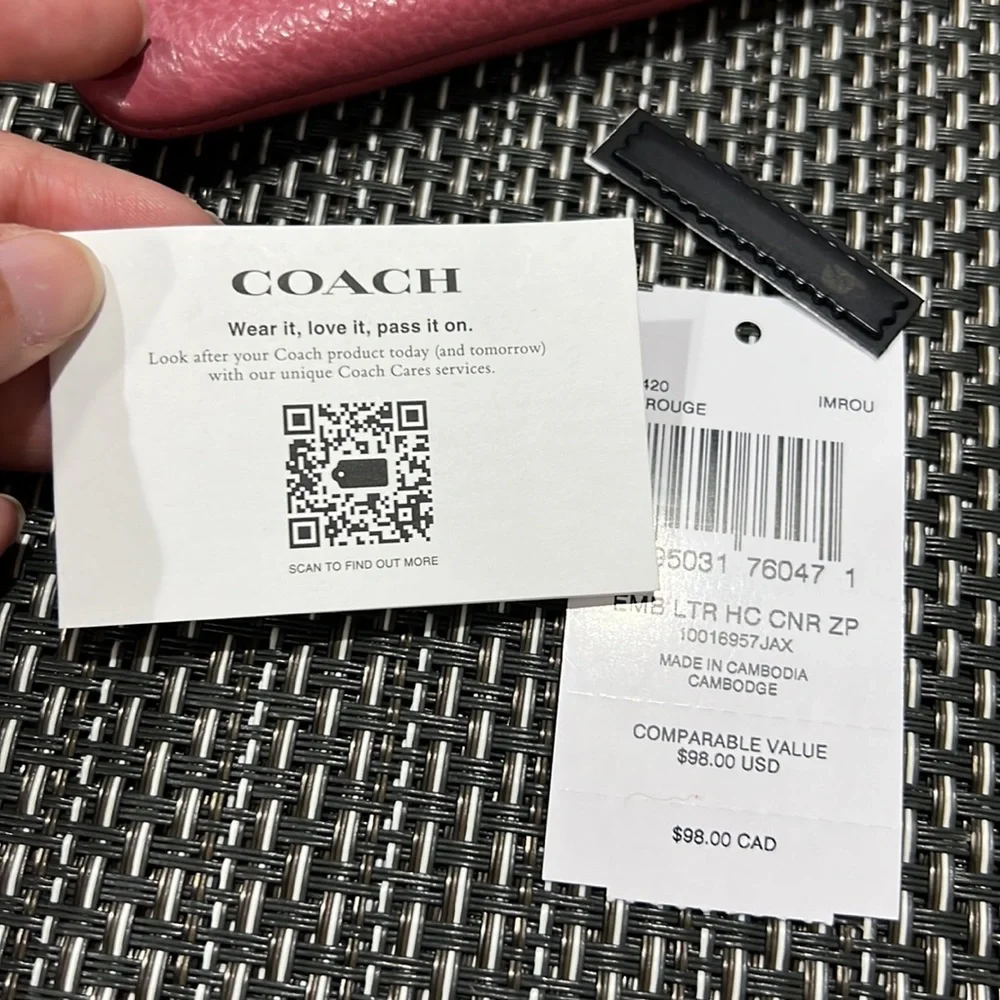 COACH
Wear it, love it, pass it on.
Look after your Coach product today (and tomorrow)
with our unique Coach Cares services.
SCAN TO FIND OUT MORE
420
ROUGE IMROU
95031 76047 1
EMB LTR HC CNR ZP
10016957JAX
MADE IN CAMBODIA
CAMBODGE
COMPARABLE VALUE
$98.00 USD
$98.00 CAD